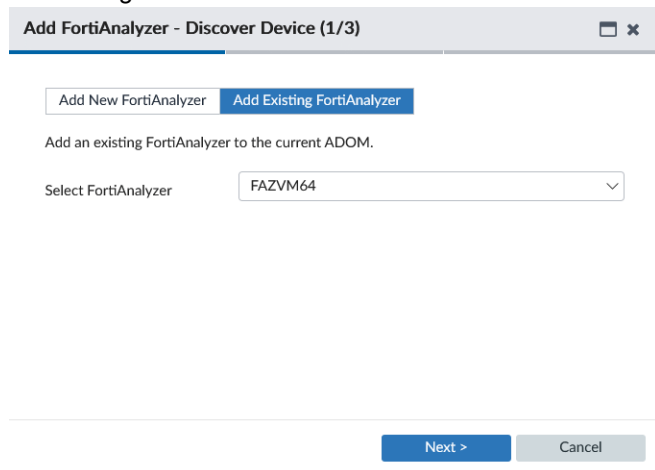 Add FortiAnalyzer - Discover Device (1/3)
Add New FortiAnalyzer Add Existing FortiAnalyzer
Add an existing FortiAnalyzer to the current ADOM.
Select FortiAnalyzer FAZVM64
Next > Cancel